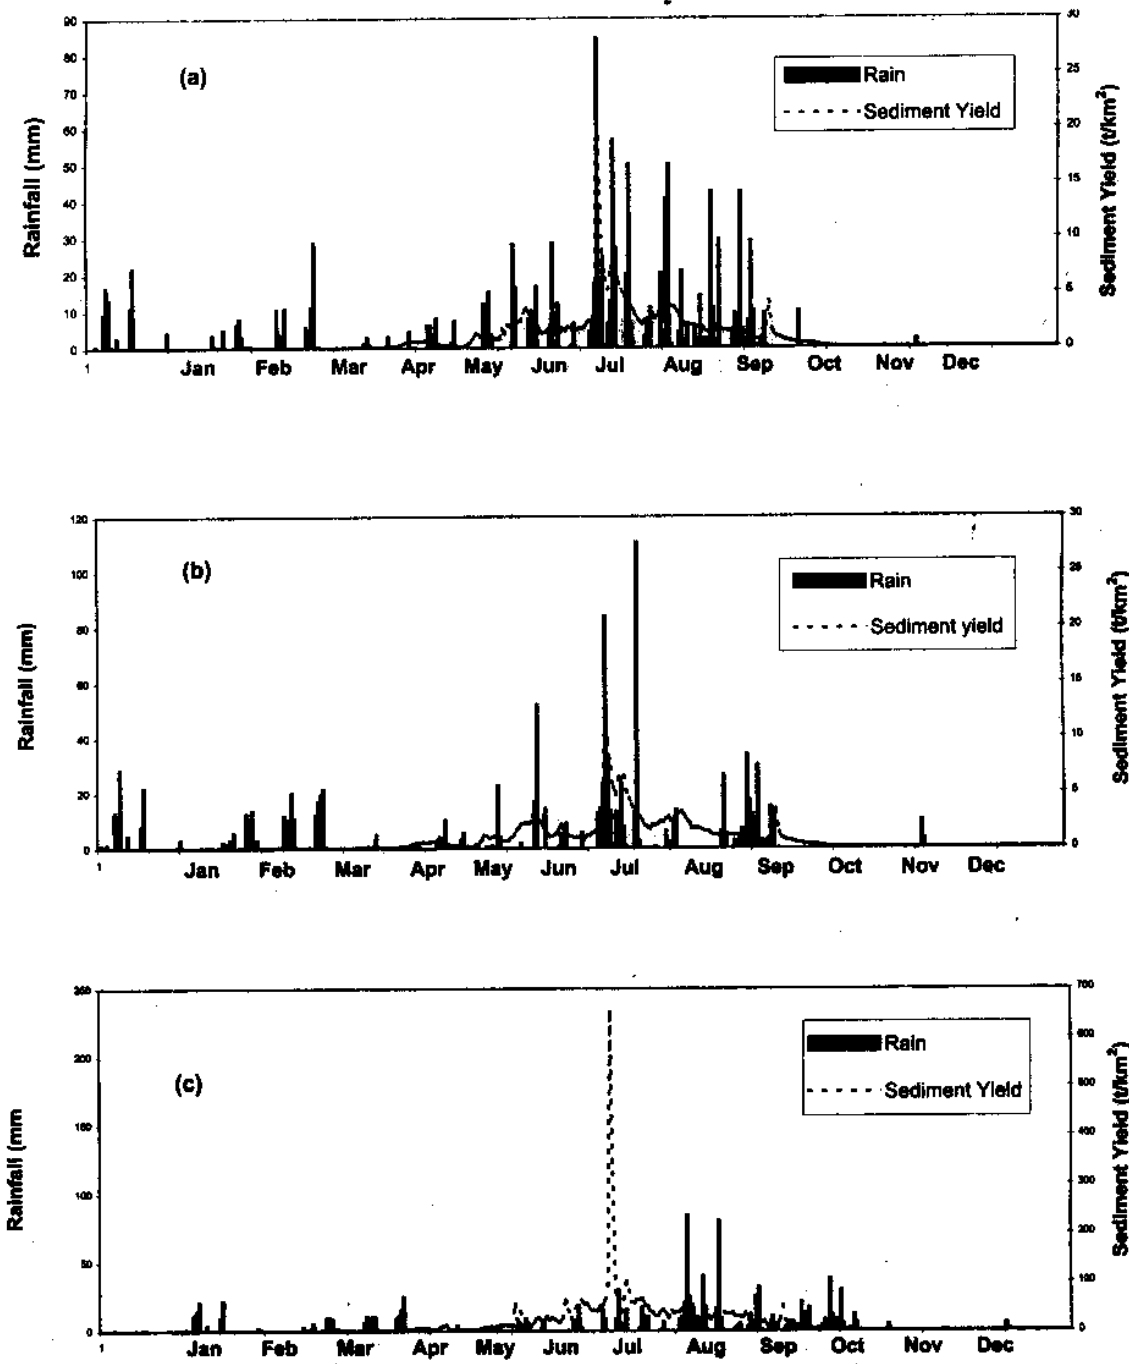 90
80
70
60
50
40
30
20
10
0
Rainfall (mm)
(a)
Rain
Sediment Yield
30
25
20
15
10
5
0
Sediment Yield (t/km²)
1 Jan Feb Mar Apr May Jun Jul Aug Sep Oct Nov Dec
120
100
80
60
40
20
0
Rainfall (mm)
(b)
Rain
Sediment yield
30
25
20
15
10
5
0
Sediment Yield (t/km²)
1 Jan Feb Mar Apr May Jun Jul Aug Sep Oct Nov Dec
250
200
150
100
50
0
Rainfall (mm
(c)
Rain
Sediment Yield
700
600
500
400
300
200
100
0
Sediment Yield (t/km²)
1 Jan Feb Mar Apr May Jun Jul Aug Sep Oct Nov Dec